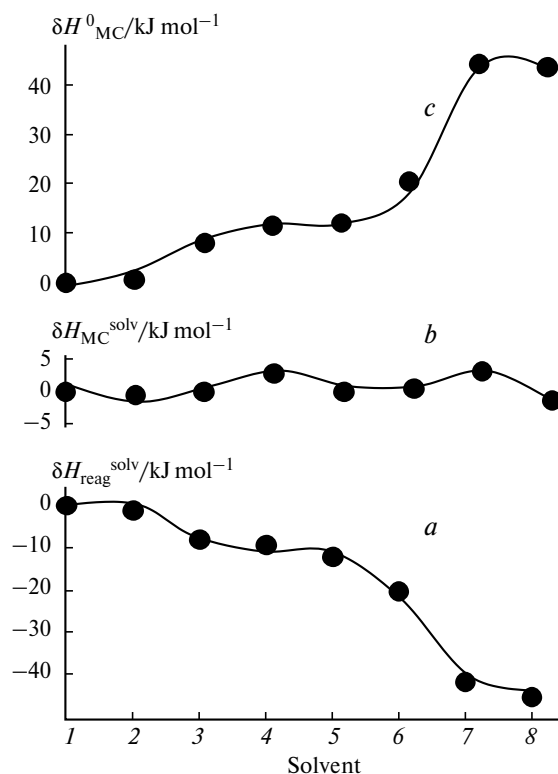 δH⁰MC/kJ mol−1
40
30
20
10
0
c
δHMCsolv/kJ mol−1
5
0
−5
b
δHreagsolv/kJ mol−1
0
−10
−20
−30
−40
a
1 2 3 4 5 6 7 8
Solvent